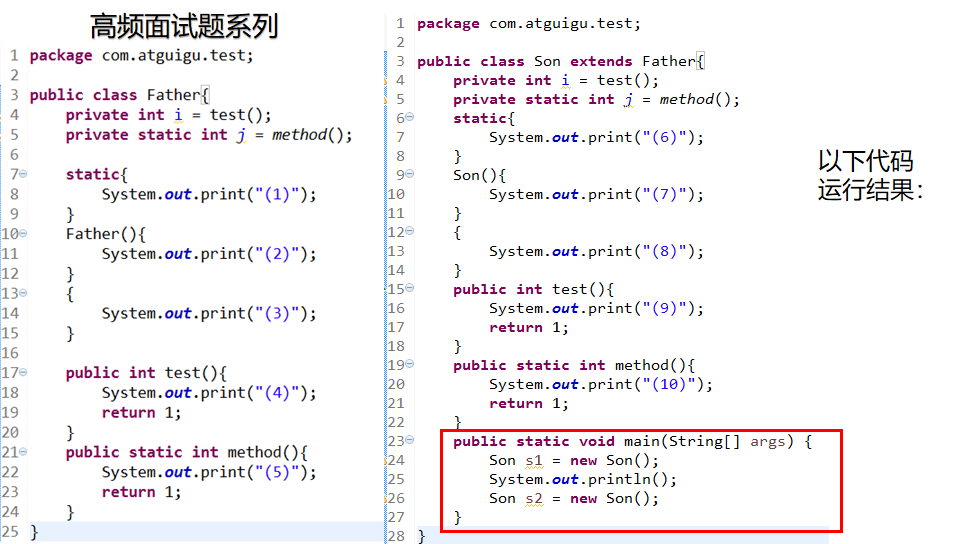 高频面试题系列
1 package com.atguigu.test;
2
3 public class Father{
4     private int i = test();
5     private static int j = method();
6
7     static{
8         System.out.print("(1)");
9     }
10     Father(){
11         System.out.print("(2)");
12     }
13     {
14         System.out.print("(3)");
15     }
16
17     public int test(){
18         System.out.print("(4)");
19         return 1;
20     }
21     public static int method(){
22         System.out.print("(5)");
23         return 1;
24     }
25 }
1 package com.atguigu.test;
2
3 public class Son extends Father{
4     private int i = test();
5     private static int j = method();
6     static{
7         System.out.print("(6)");
8     }
9     Son(){
10         System.out.print("(7)");
11     }
12     {
13         System.out.print("(8)");
14     }
15     public int test(){
16         System.out.print("(9)");
17         return 1;
18     }
19     public static int method(){
20         System.out.print("(10)");
21         return 1;
22     }
23     public static void main(String[] args) {
24         Son s1 = new Son();
25         System.out.println();
26         Son s2 = new Son();
27     }
28 }
以下代码
运行结果：